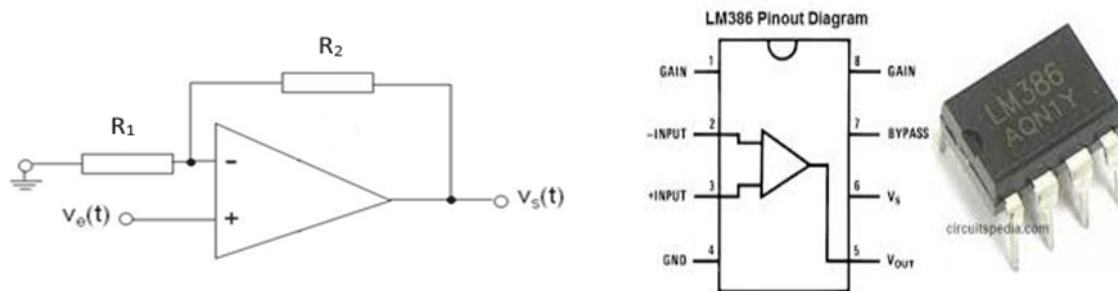 R2
R1
-
+
ve(t)
vs(t)
LM386 Pinout Diagram
1
GAIN
8
GAIN
2
–INPUT
7
BYPASS
3
+INPUT
6
VS
4
GND
5
VOUT
LM386
AQN1Y
circuitspedia.com